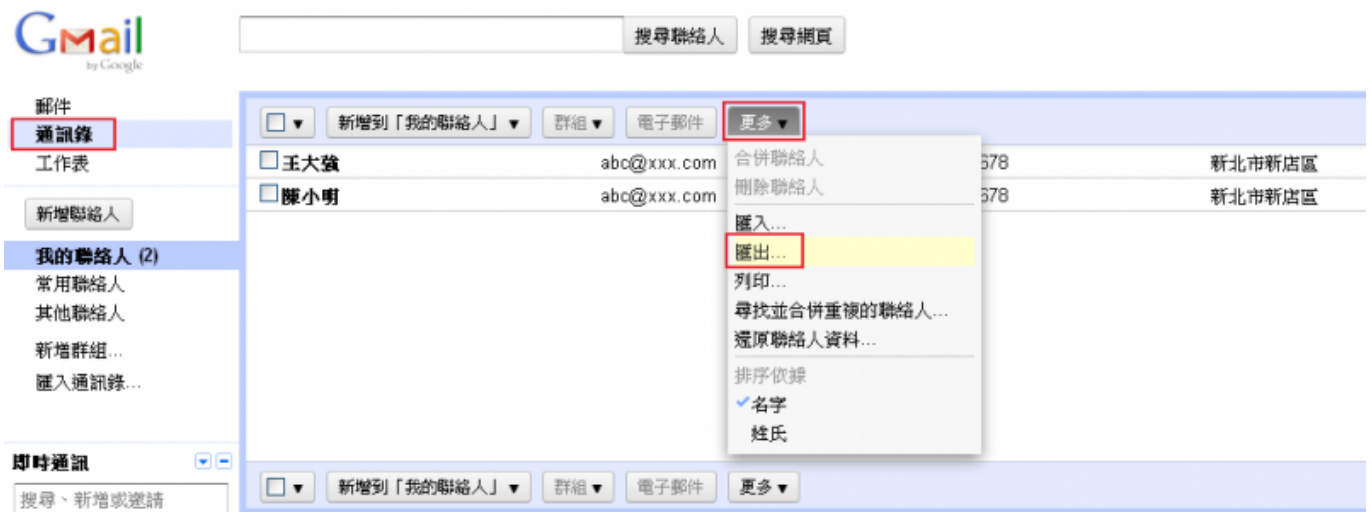 Gmail
by Google
搜尋聯絡人 搜尋網頁
郵件
通訊錄
工作表
新增聯絡人
我的聯絡人 (2)
常用聯絡人
其他聯絡人
新增群組...
匯入通訊錄...
即時通訊
搜尋、新增或邀請
新增到「我的聯絡人」 群組 電子郵件 更多
王大強 abc@xxx.com 678 新北市新店區
陳小明 abc@xxx.com 678 新北市新店區
合併聯絡人
刪除聯絡人
匯入...
匯出...
列印...
尋找並合併重複的聯絡人...
還原聯絡人資料...
排序依據
名字
姓氏
新增到「我的聯絡人」 群組 電子郵件 更多